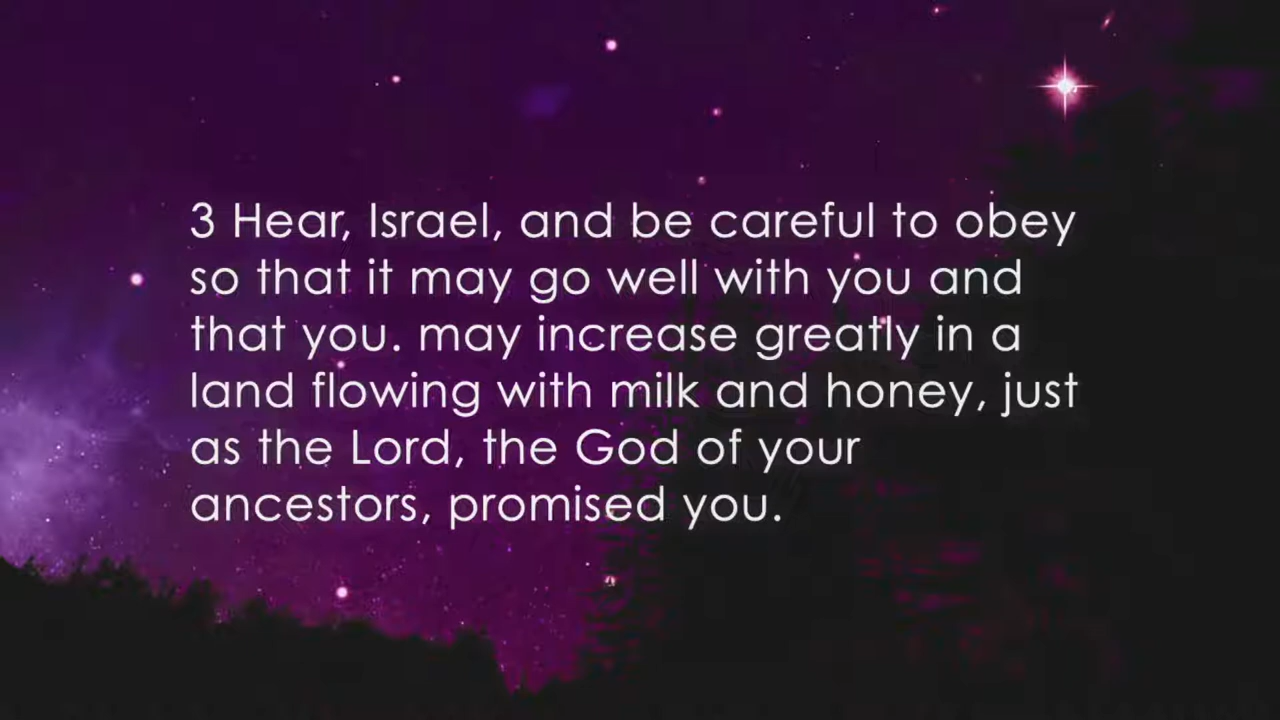 3 Hear, Israel, and be careful to obey
so that it may go well with you and
that you. may increase greatly in a
land flowing with milk and honey, just
as the Lord, the God of your
ancestors, promised you.